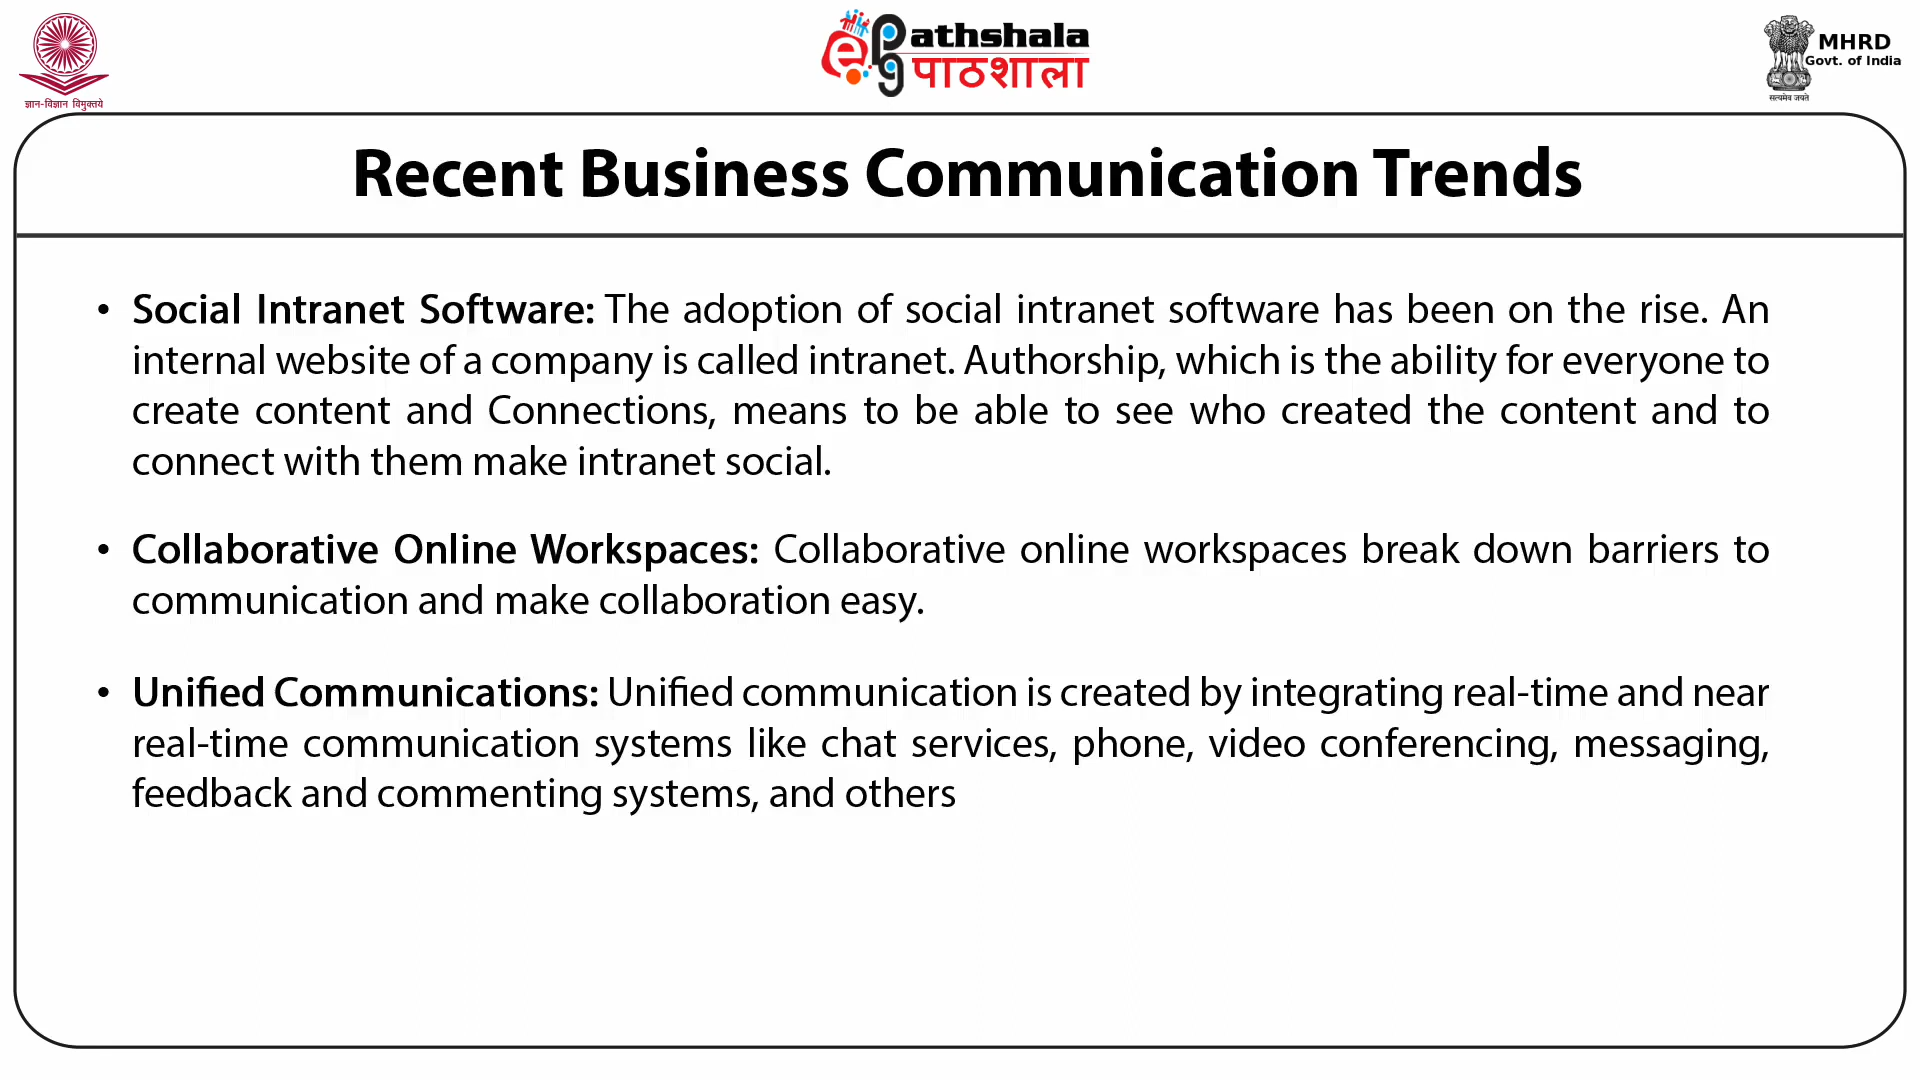 ज्ञान-विज्ञान विमुक्तये
e pg Pathshala
पाठशाला
MHRD
Govt. of India
सत्यमेव जयते
Recent Business Communication Trends
• Social Intranet Software: The adoption of social intranet software has been on the rise. An
internal website of a company is called intranet. Authorship, which is the ability for everyone to
create content and Connections, means to be able to see who created the content and to
connect with them make intranet social.
• Collaborative Online Workspaces: Collaborative online workspaces break down barriers to
communication and make collaboration easy.
• Unified Communications: Unified communication is created by integrating real-time and near
real-time communication systems like chat services, phone, video conferencing, messaging,
feedback and commenting systems, and others